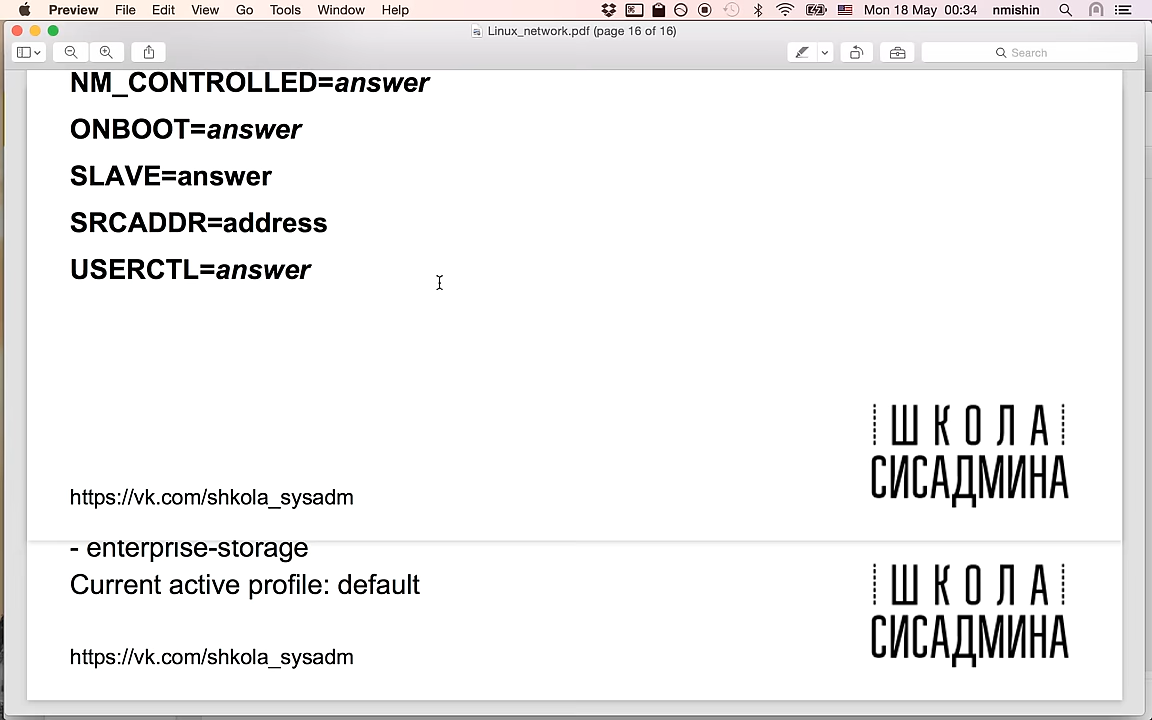 Preview File Edit View Go Tools Window Help Mon 18 May 00:34 nmishin
Linux_network.pdf (page 16 of 16)
Search
NM_CONTROLLED=answer
ONBOOT=answer
SLAVE=answer
SRCADDR=address
USERCTL=answer
ШКОЛА
СИСАДМИНА
https://vk.com/shkola_sysadm
- enterprise-storage
Current active profile: default
ШКОЛА
СИСАДМИНА
https://vk.com/shkola_sysadm